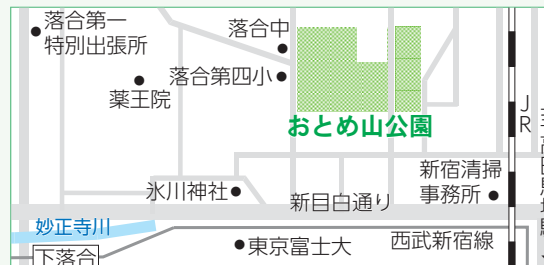 落合第一
特別出張所
落合中
落合第四小
薬王院
おとめ山公園
JR
新宿清掃
事務所
氷川神社
新目白通り
妙正寺川
下落合
東京富士大
西武新宿線